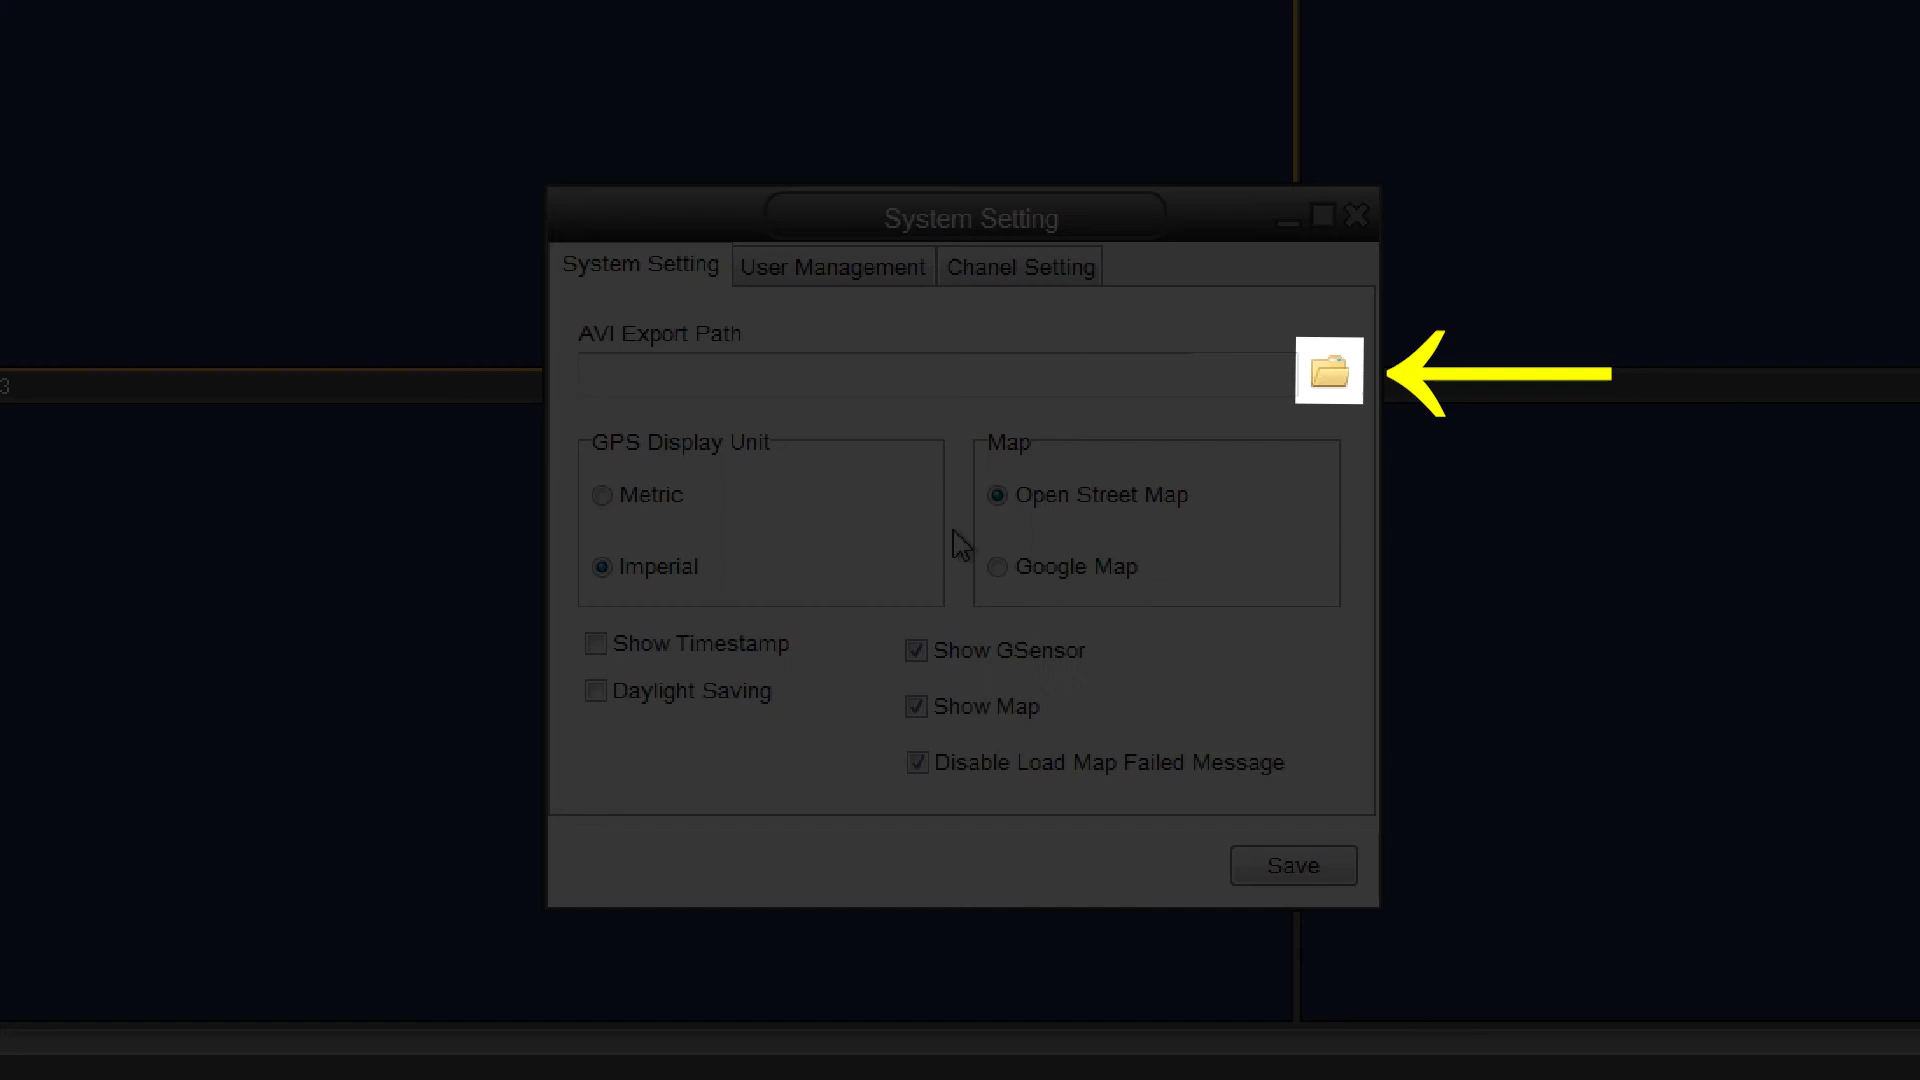 System Setting
System Setting User Management Chanel Setting
AVI Export Path
3
GPS Display Unit Map
Metric Open Street Map
Imperial Google Map
Show Timestamp Show GSensor
Daylight Saving Show Map
Disable Load Map Failed Message
Save